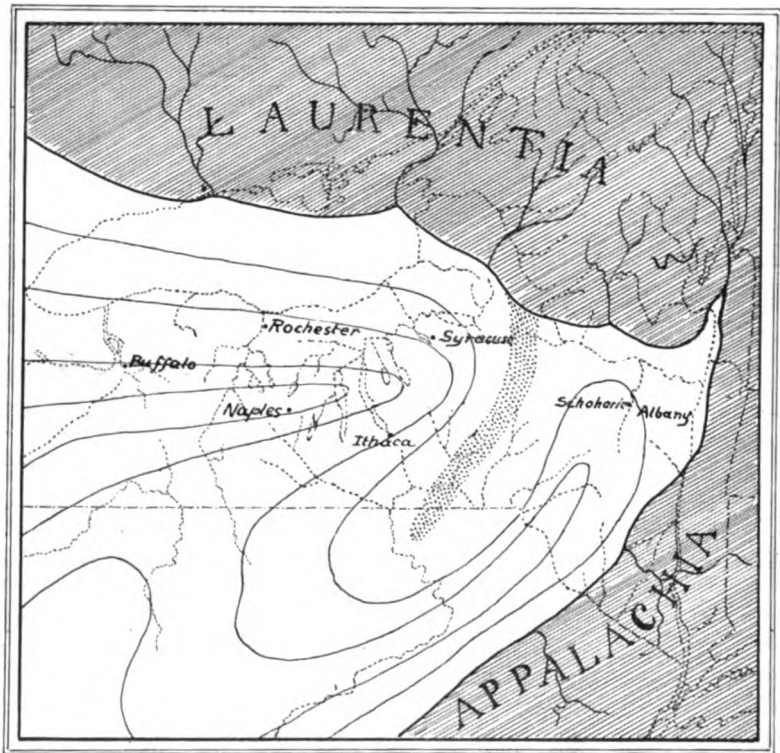 LAURENTIA
Rochester
Syracuse
Buffalo
Naples
Schoharie
Albany
Ithaca
APPALACHIA